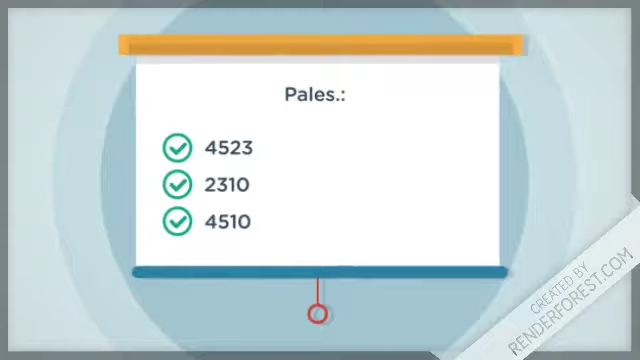 Pales.:
4523
2310
4510
CREATED BY
RENDERFOREST.COM